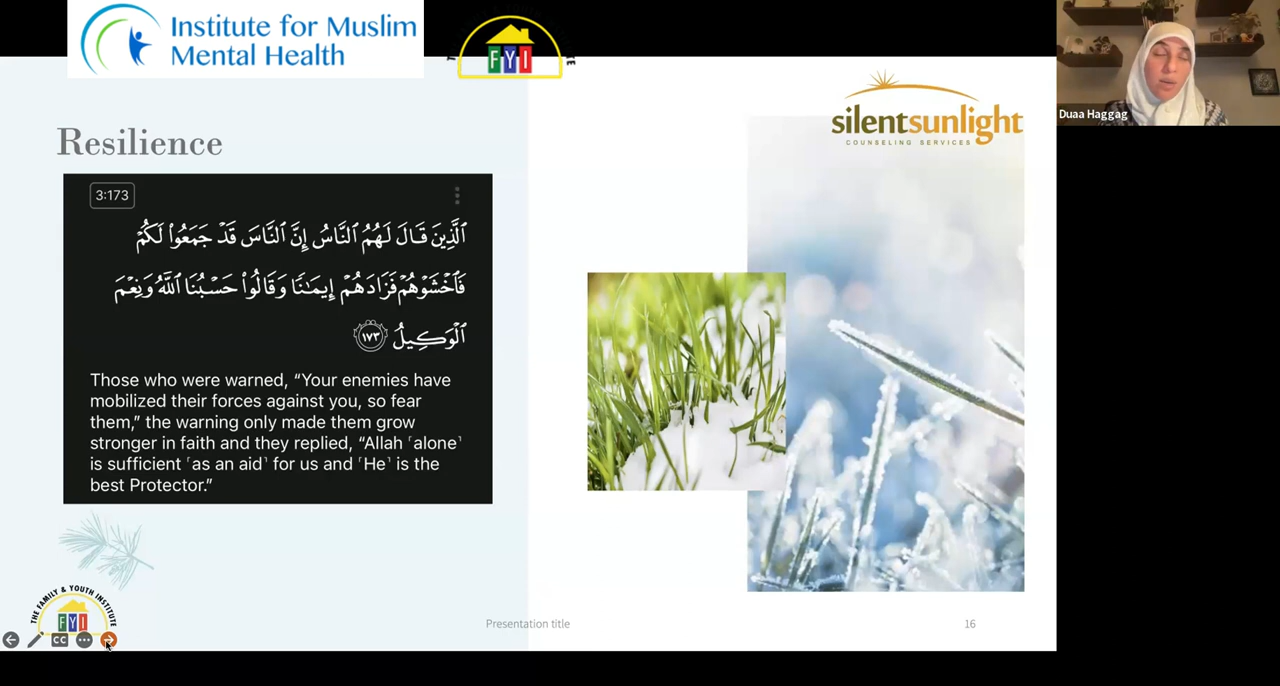 Institute for Muslim
Mental Health
FYI
silentsunlight
COUNSELING SERVICES
Duaa Haggag
Resilience
3:173
ٱلَّذِينَ قَالَ لَهُمُ ٱلنَّاسُ إِنَّ ٱلنَّاسَ قَدْ جَمَعُوا۟ لَكُمْ
فَٱخْشَوْهُمْ فَزَادَهُمْ إِيمَـٰنًا وَقَالُوا۟ حَسْبُنَا ٱللَّهُ وَنِعْمَ
ٱلْوَكِيلُ ١٧٣
Those who were warned, “Your enemies have
mobilized their forces against you, so fear
them,” the warning only made them grow
stronger in faith and they replied, “Allah ˹alone˺
is sufficient ˹as an aid˺ for us and ˹He˺ is the
best Protector.”
THE FAMILY & YOUTH INSTITUTE
FYI
CC
Presentation title
16